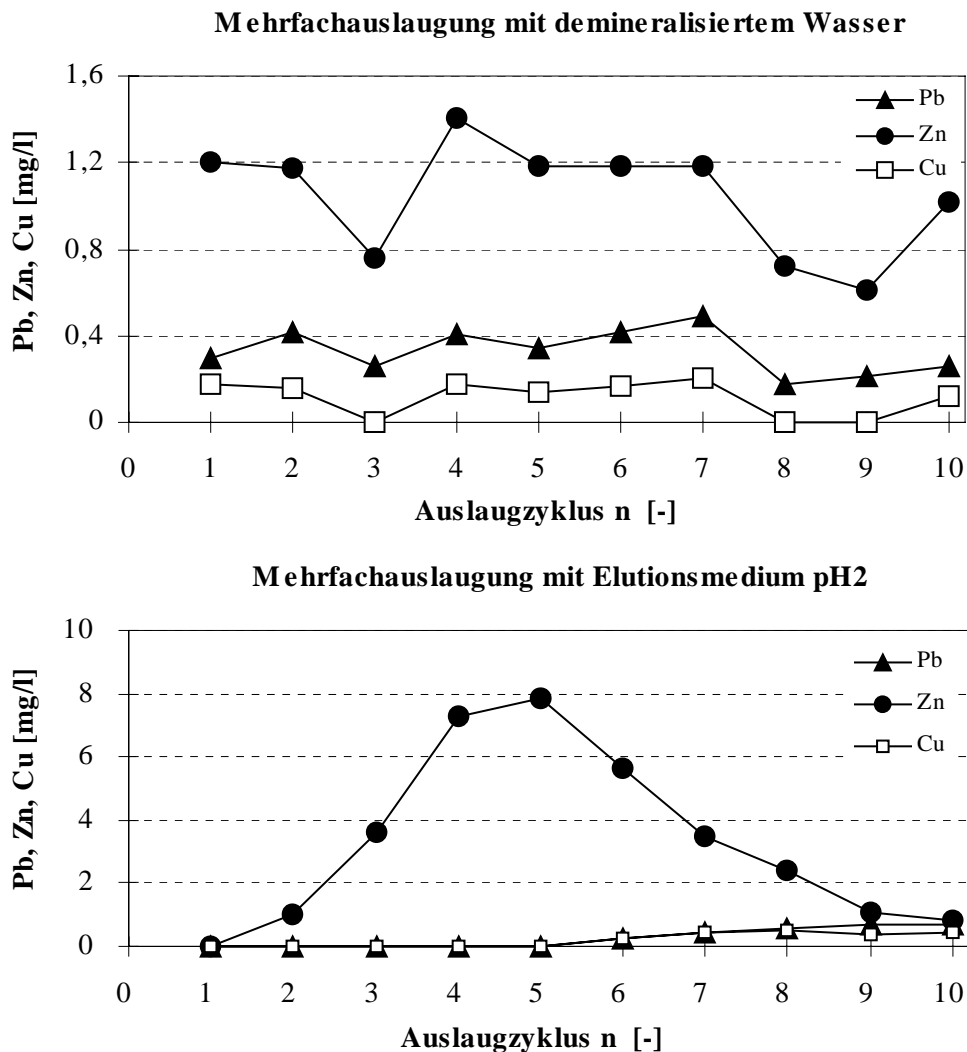 Mehrfachauslaugung mit demineralisiertem Wasser
Pb, Zn, Cu [mg/l]
1,6
1,2
0,8
0,4
0
Pb
Zn
Cu
0 1 2 3 4 5 6 7 8 9 10
Auslaugzyklus n [-]
Mehrfachauslaugung mit Elutionsmedium pH2
Pb, Zn, Cu [mg/l]
10
8
6
4
2
0
Pb
Zn
Cu
0 1 2 3 4 5 6 7 8 9 10
Auslaugzyklus n [-]